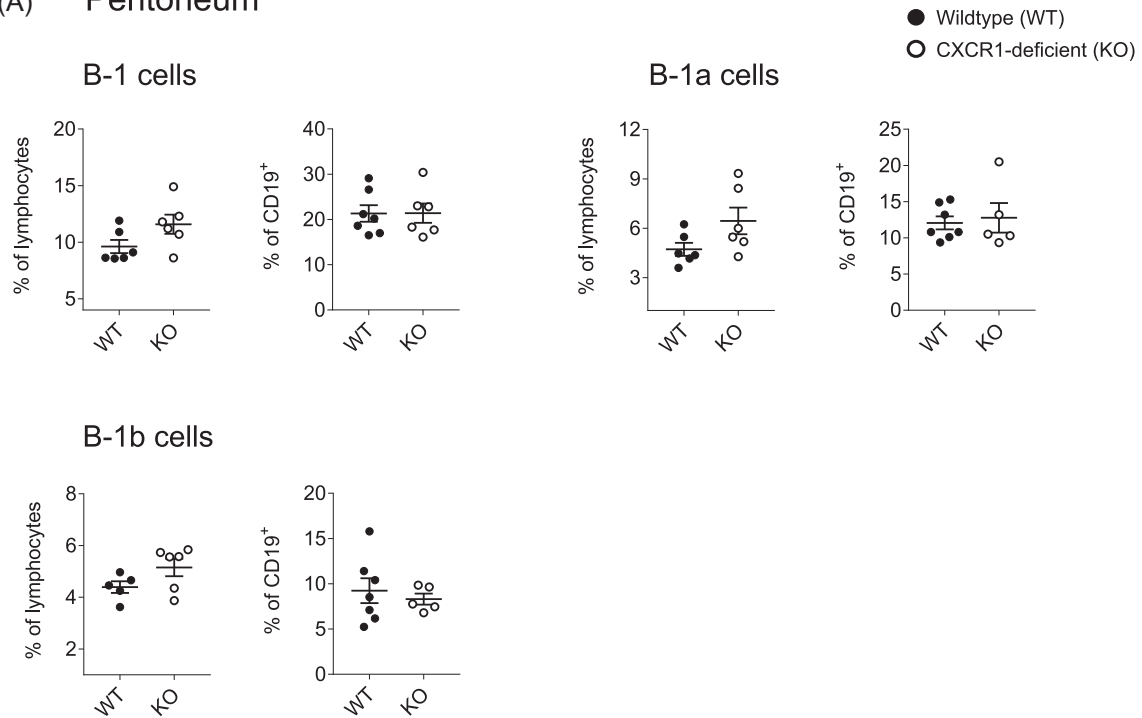 (A) Peritoneum
Wildtype (WT)
CXCR1-deficient (KO)
B-1 cells
B-1a cells
% of lymphocytes
20
15
10
5
WT
KO
% of CD19+
40
30
20
10
0
WT
KO
% of lymphocytes
12
9
6
3
WT
KO
% of CD19+
25
20
15
10
5
0
WT
KO
B-1b cells
% of lymphocytes
8
6
4
2
WT
KO
% of CD19+
20
15
10
5
0
WT
KO